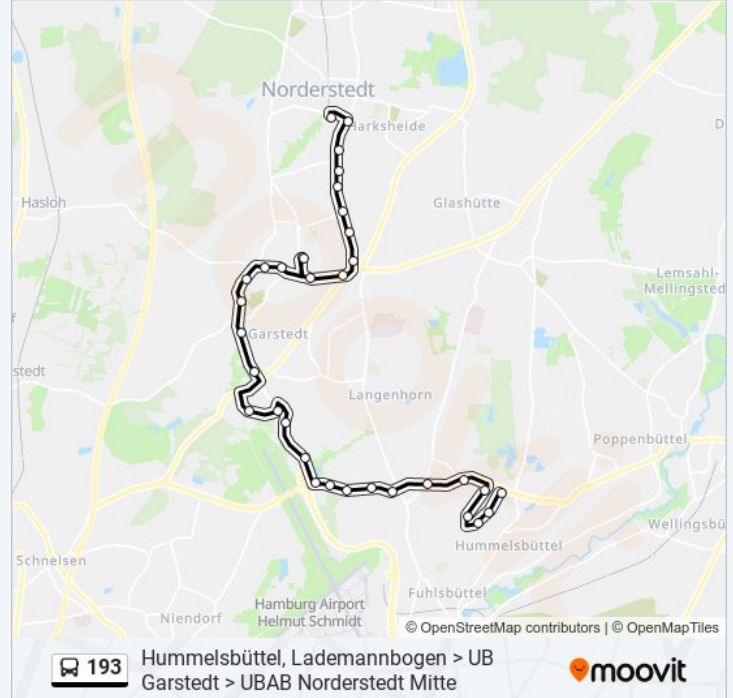 Norderstedt
Harksheide
D
Hasloh
Glashütte
Lemsahl-
Mellingsted
f
Garstedt
stedt
Langenhorn
Poppenbüttel
Wellingsbü
Hummelsbüttel
Schnelsen
Fuhlsbüttel
Hamburg Airport
Helmut Schmidt
Niendorf
© OpenStreetMap contributors | © OpenMapTiles
193
Hummelsbüttel, Lademannbogen > UB
Garstedt > UBAB Norderstedt Mitte
moovit